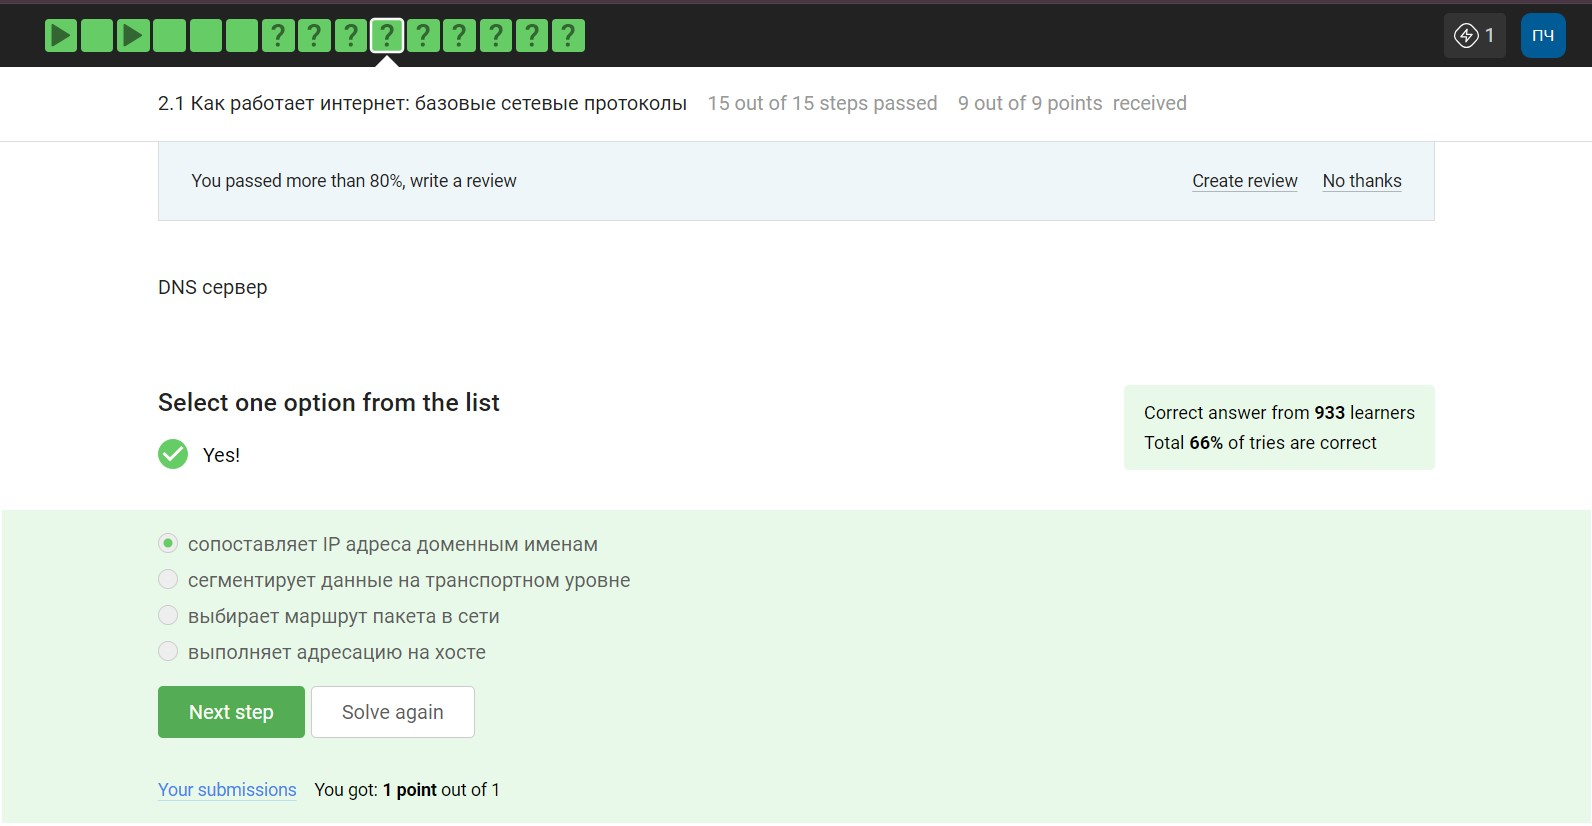 ? ? ? ? ? ? ? ? ?
1
ПЧ
2.1 Как работает интернет: базовые сетевые протоколы 15 out of 15 steps passed 9 out of 9 points received
You passed more than 80%, write a review Create review No thanks
DNS сервер
Select one option from the list
Yes!
Correct answer from 933 learners
Total 66% of tries are correct
сопоставляет IP адреса доменным именам
сегментирует данные на транспортном уровне
выбирает маршрут пакета в сети
выполняет адресацию на хосте
Next step Solve again
Your submissions You got: 1 point out of 1